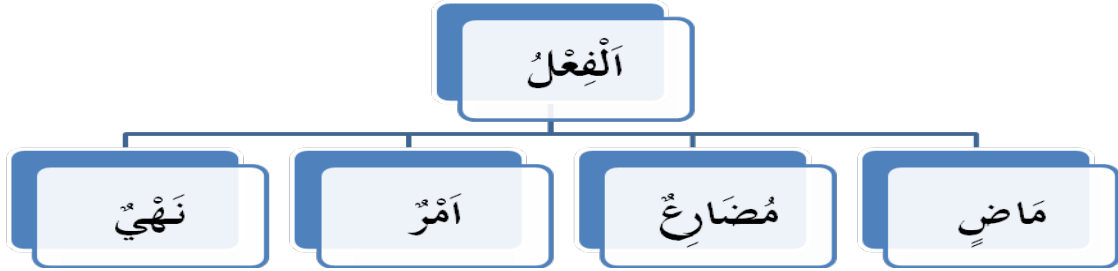 اَلْفِعْلُ
مَاضٍ
مُضَارِعٌ
اَمْرٌ
نَهْيٌ